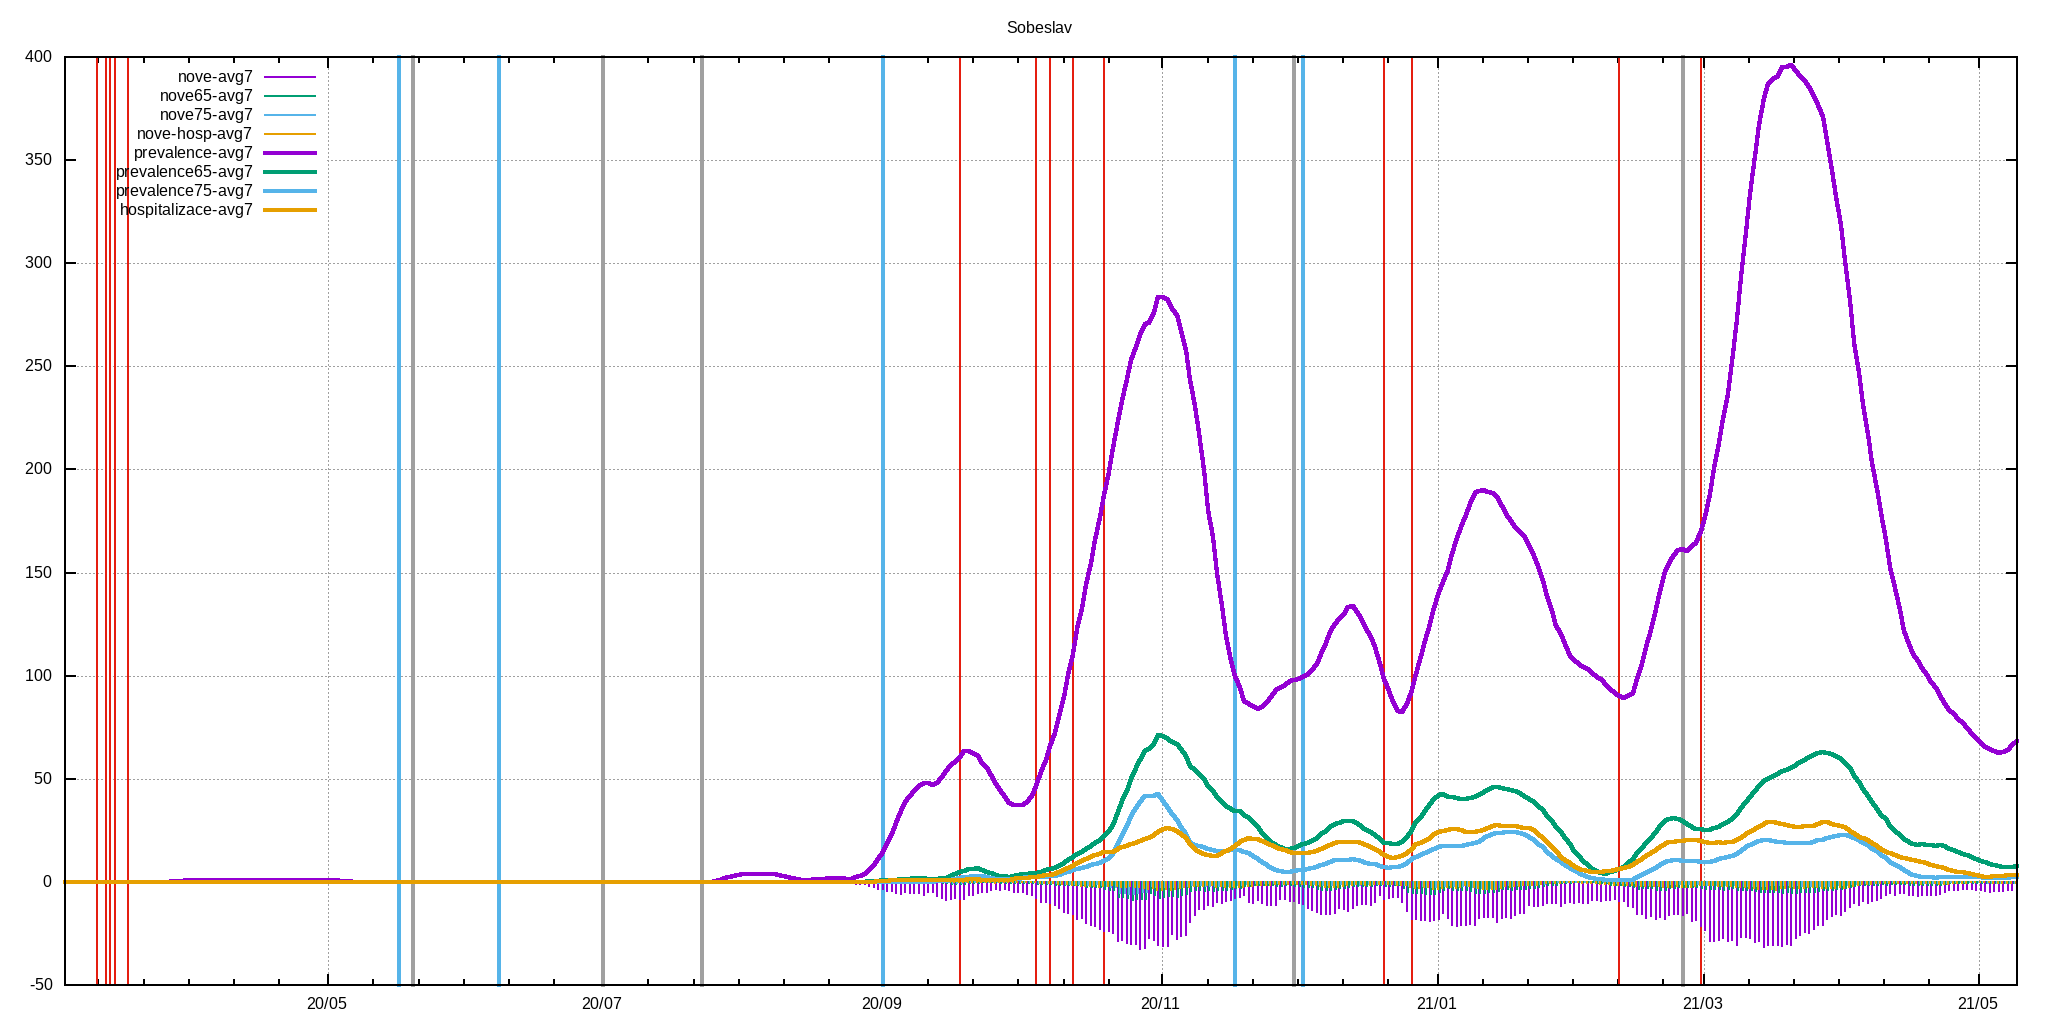 Sobeslav
400
350
300
250
200
150
100
50
0
-50
nove-avg7
nove65-avg7
nove75-avg7
nove-hosp-avg7
prevalence-avg7
prevalence65-avg7
prevalence75-avg7
hospitalizace-avg7
20/05 20/07 20/09 20/11 21/01 21/03 21/05